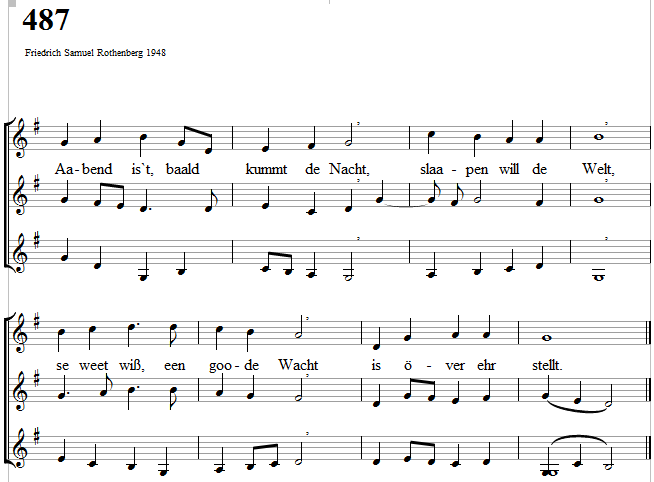 487
Friedrich Samuel Rothenberg 1948
Aa-bend is`t, baald kummt de Nacht, slaa-pen will de Welt,
se weet wiß, een goo-de Wacht is ö-ver ehr stellt.